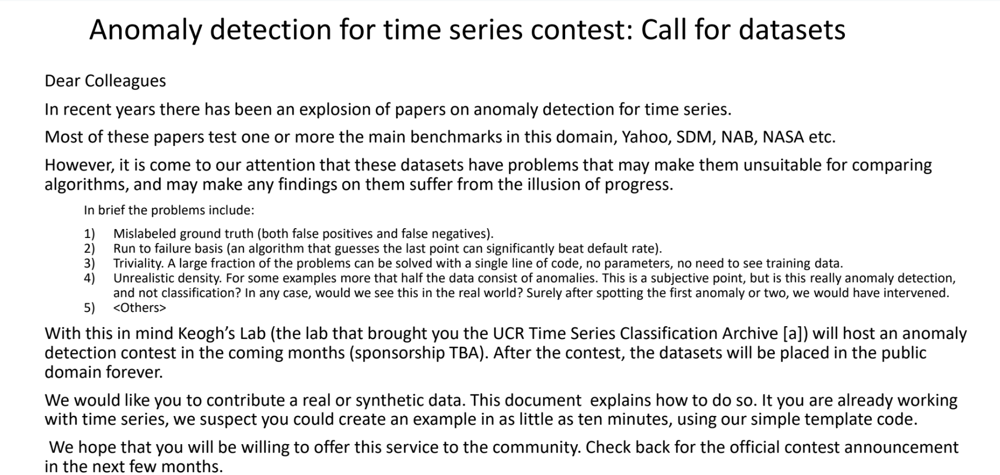 Anomaly detection for time series contest: Call for datasets
Dear Colleagues
In recent years there has been an explosion of papers on anomaly detection for time series.
Most of these papers test one or more the main benchmarks in this domain, Yahoo, SDM, NAB, NASA etc.
However, it is come to our attention that these datasets have problems that may make them unsuitable for comparing
algorithms, and may make any findings on them suffer from the illusion of progress.
In brief the problems include:
1) Mislabeled ground truth (both false positives and false negatives).
2) Run to failure basis (an algorithm that guesses the last point can significantly beat default rate).
3) Triviality. A large fraction of the problems can be solved with a single line of code, no parameters, no need to see training data.
4) Unrealistic density. For some examples more that half the data consist of anomalies. This is a subjective point, but is this really anomaly detection,
and not classification? In any case, would we see this in the real world? Surely after spotting the first anomaly or two, we would have intervened.
5) <Others>
With this in mind Keogh’s Lab (the lab that brought you the UCR Time Series Classification Archive [a]) will host an anomaly
detection contest in the coming months (sponsorship TBA). After the contest, the datasets will be placed in the public
domain forever.
We would like you to contribute a real or synthetic data. This document explains how to do so. It you are already working
with time series, we suspect you could create an example in as little as ten minutes, using our simple template code.
We hope that you will be willing to offer this service to the community. Check back for the official contest announcement
in the next few months.